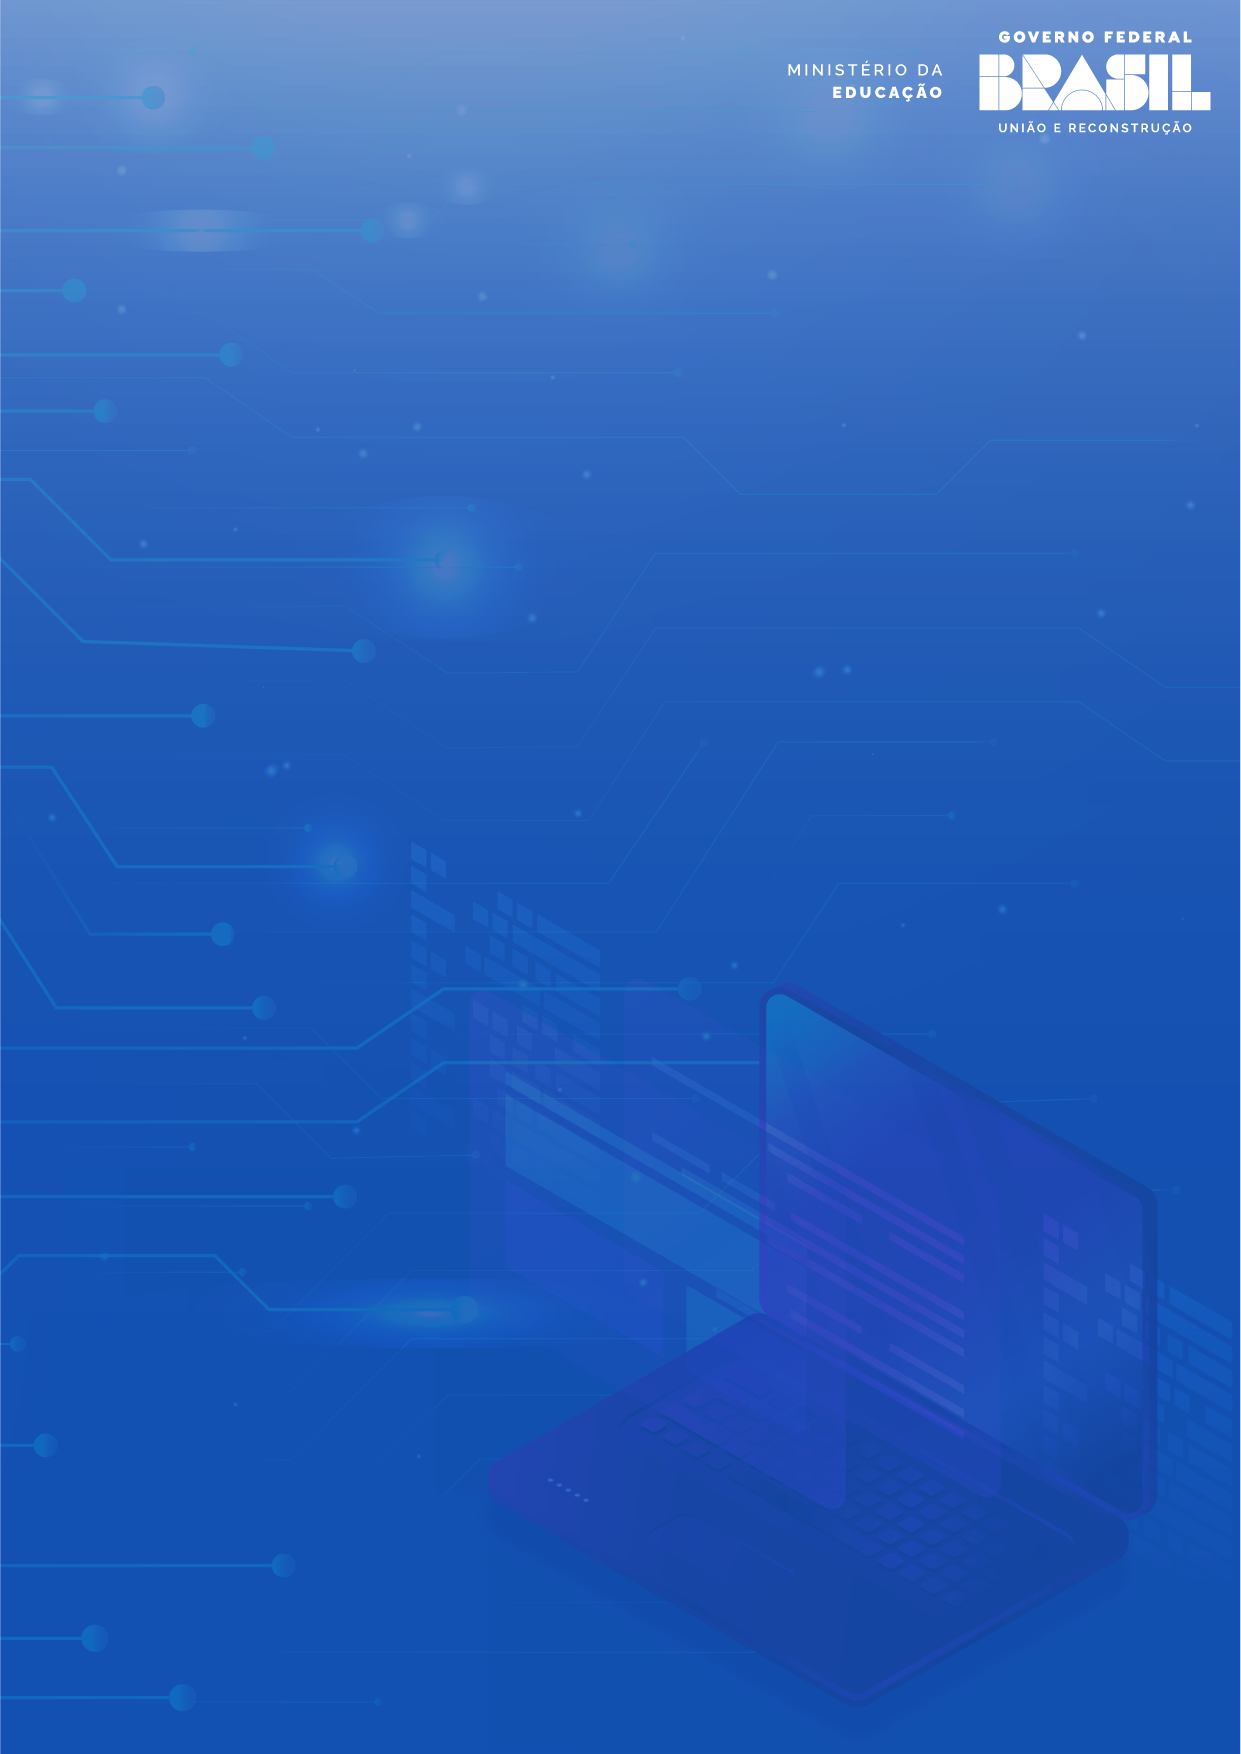 MINISTÉRIO DA
EDUCAÇÃO
GOVERNO FEDERAL
BRASIL
UNIÃO E RECONSTRUÇÃO